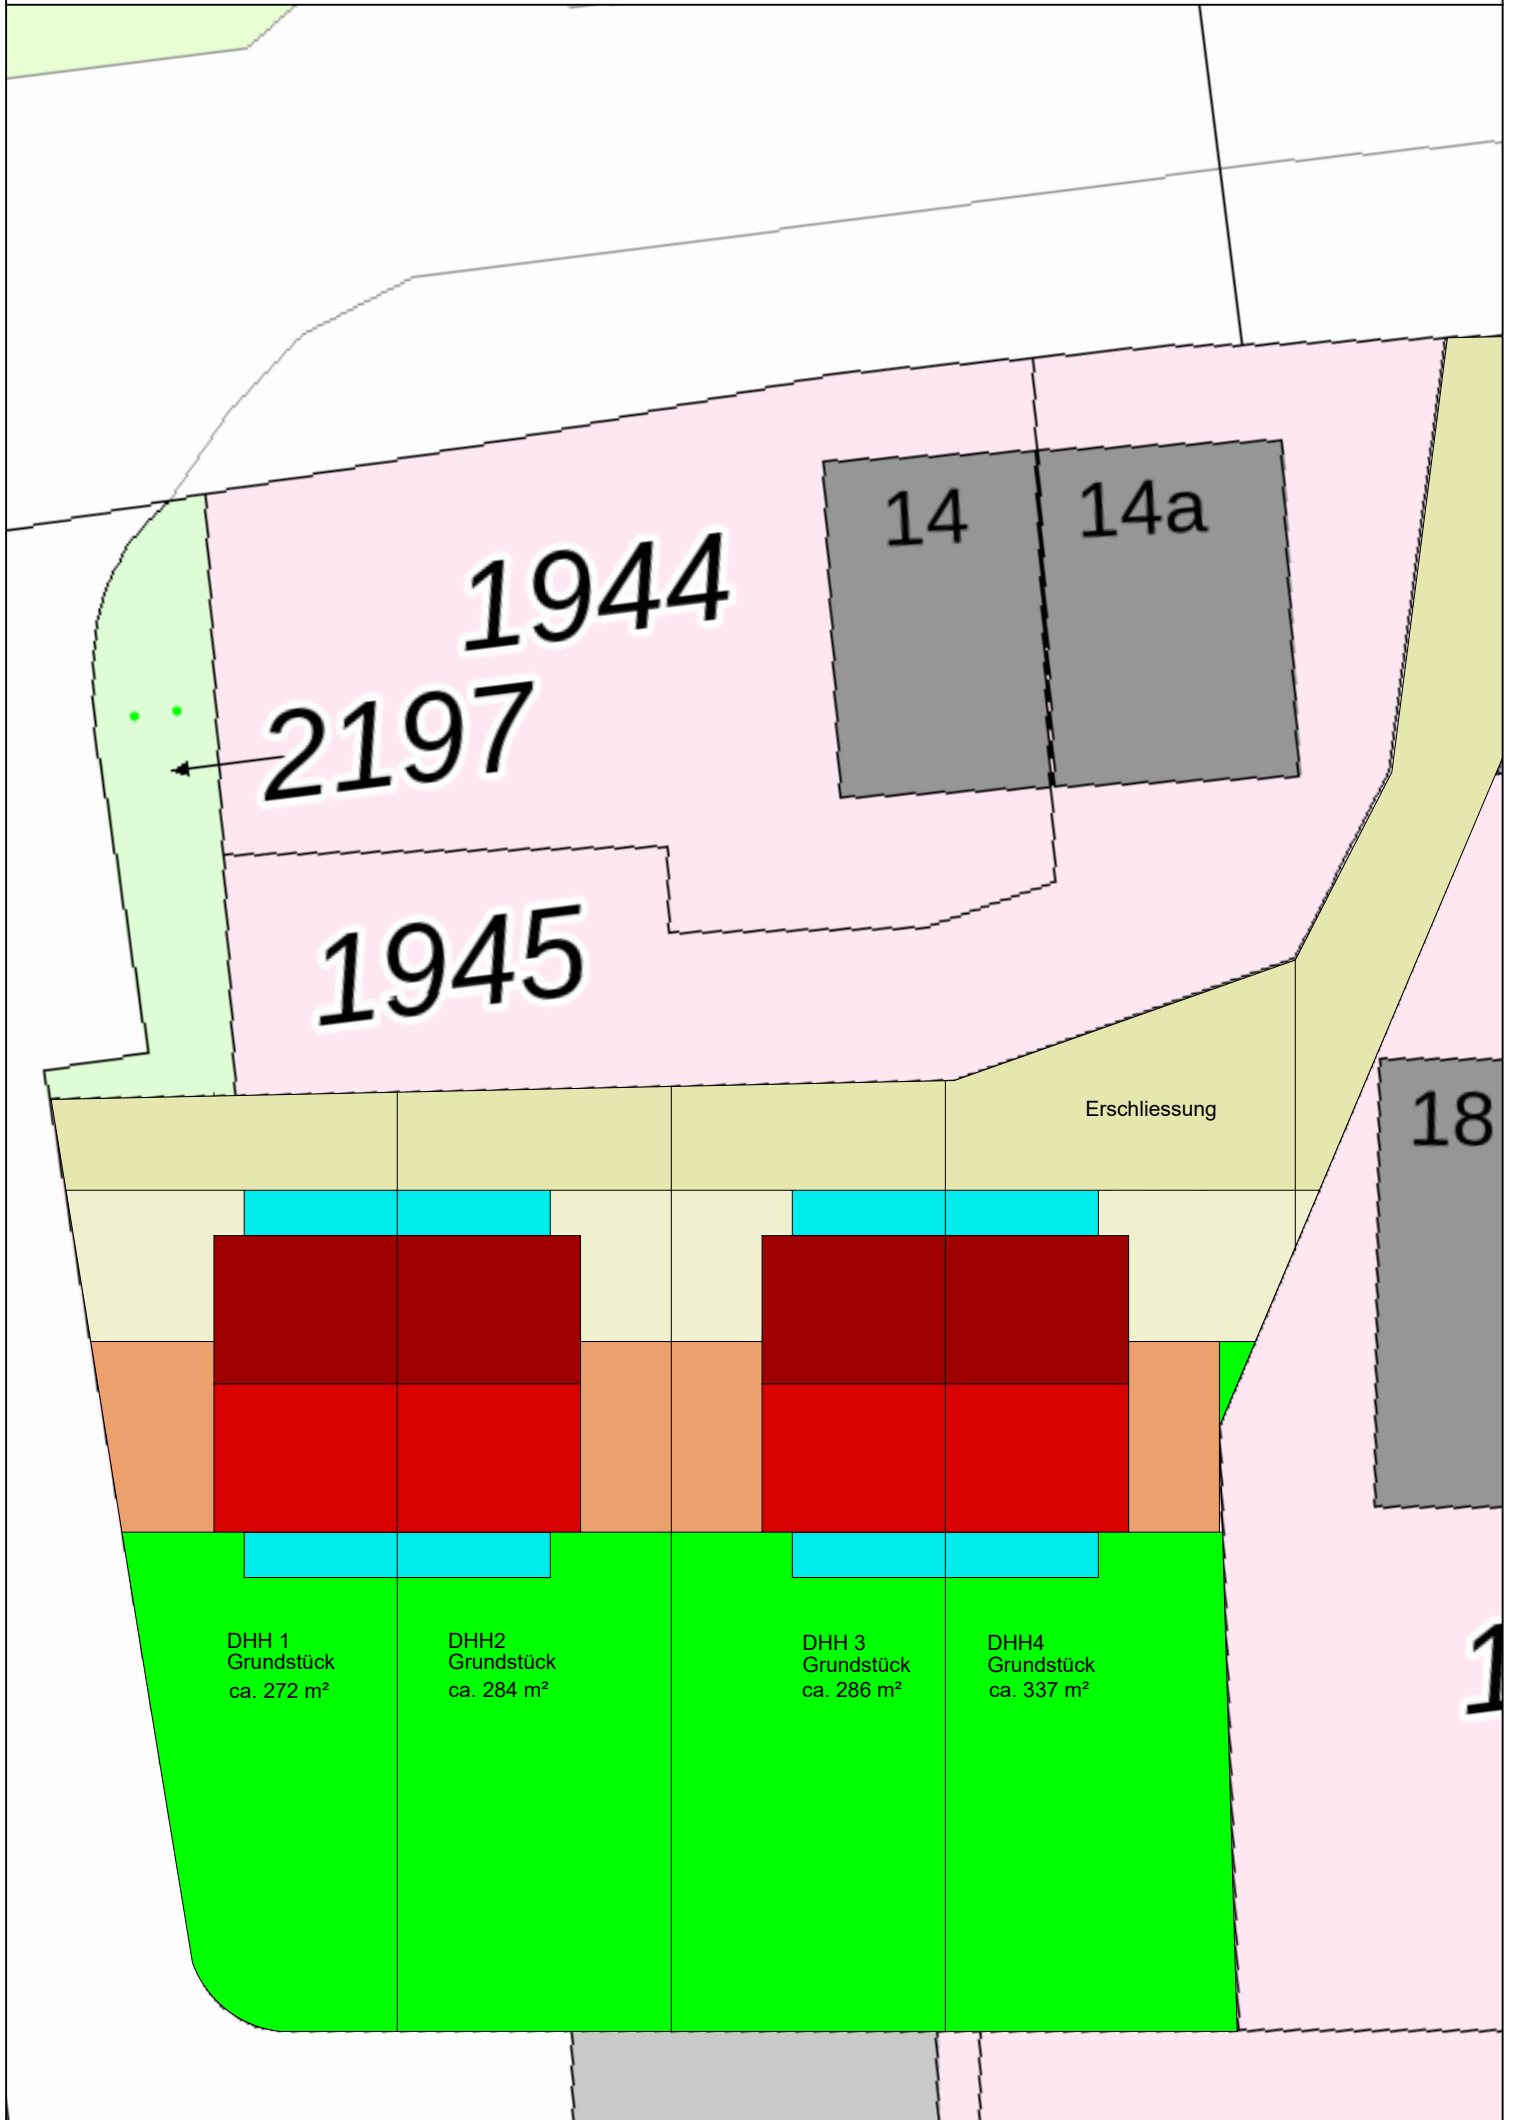 14
14a
1944
2197
1945
Erschliessung
18
DHH 1
Grundstück
ca. 272 m²
DHH2
Grundstück
ca. 284 m²
DHH 3
Grundstück
ca. 286 m²
DHH4
Grundstück
ca. 337 m²
1